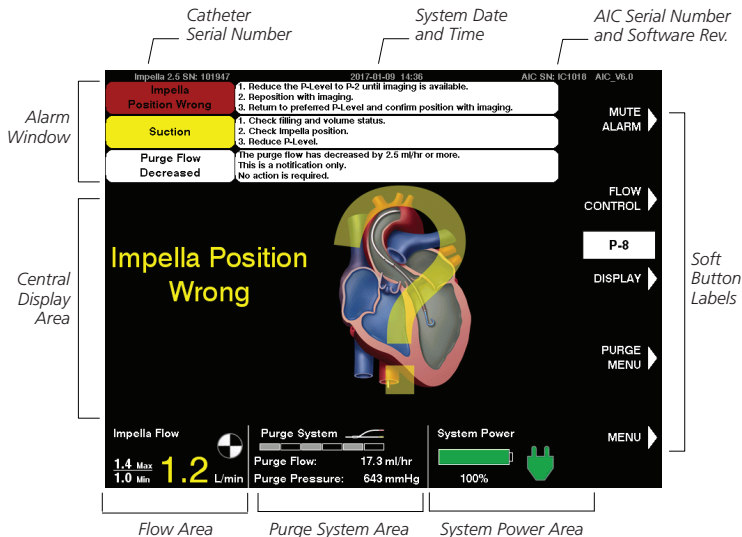 Catheter
Serial Number
System Date
and Time
AIC Serial Number
and Software Rev.
Impella 2.5 SN: 101947
2017-01-09 14:36
AIC SN: IC1018 AIC_V6.0
Alarm
Window
Impella
Position Wrong
1. Reduce the P-Level to P-2 until imaging is available.
2. Reposition with imaging.
3. Return to preferred P-Level and confirm position with imaging.
Suction
1. Check filling and volume status.
2. Check Impella position.
3. Reduce P-Level.
Purge Flow
Decreased
The purge flow has decreased by 2.5 ml/hr or more.
This is a notification only.
No action is required.
MUTE
ALARM
FLOW
CONTROL
P-8
DISPLAY
PURGE
MENU
MENU
Soft
Button
Labels
Central
Display
Area
Impella Position
Wrong
?
Impella Flow
1.4 Max
1.0 Min
1.2 L/min
Purge System
Purge Flow: 17.3 ml/hr
Purge Pressure: 643 mmHg
System Power
100%
Flow Area
Purge System Area
System Power Area